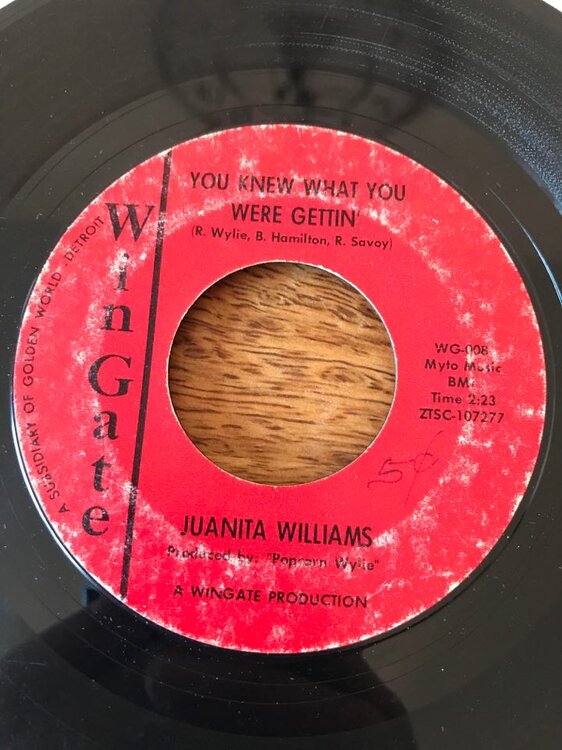 YOU KNEW WHAT YOU
WERE GETTIN'
(R. Wylie, B. Hamilton, R. Savoy)
WinGate
A SUBSIDIARY OF GOLDEN WORLD - DETROIT
WG-008
Myto Music
BMI
Time 2:23
ZTSC-107277
5¢
JUANITA WILLIAMS
Produced by: "Popcorn Wylie"
A WINGATE PRODUCTION